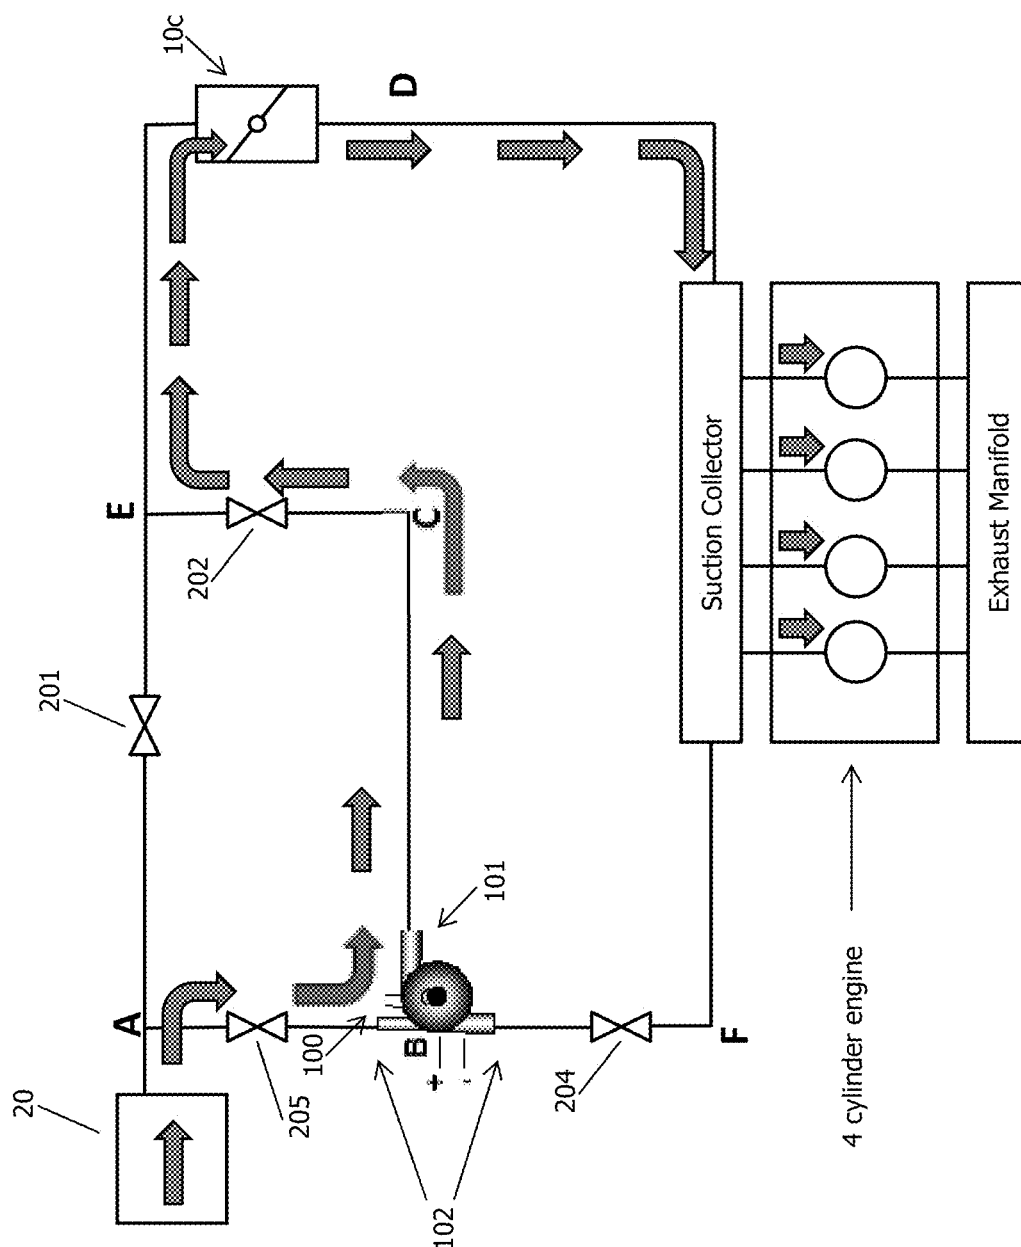 20
201
10c
A
E
202
205
100
D
B
C
+
-
102
101
204
Suction Collector
F
4 cylinder engine
Exhaust Manifold